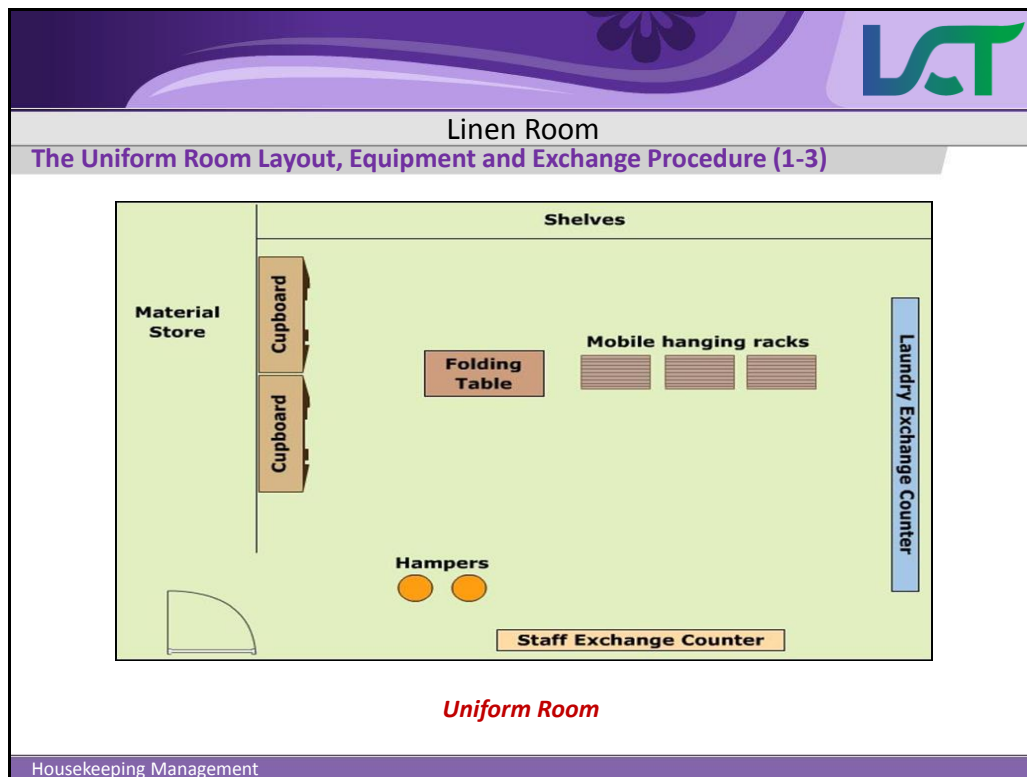 LCT
Linen Room
The Uniform Room Layout, Equipment and Exchange Procedure (1-3)
Shelves
Material
Store
Cupboard
Cupboard
Folding
Table
Mobile hanging racks
Laundry Exchange Counter
Hampers
Staff Exchange Counter
Uniform Room
Housekeeping Management